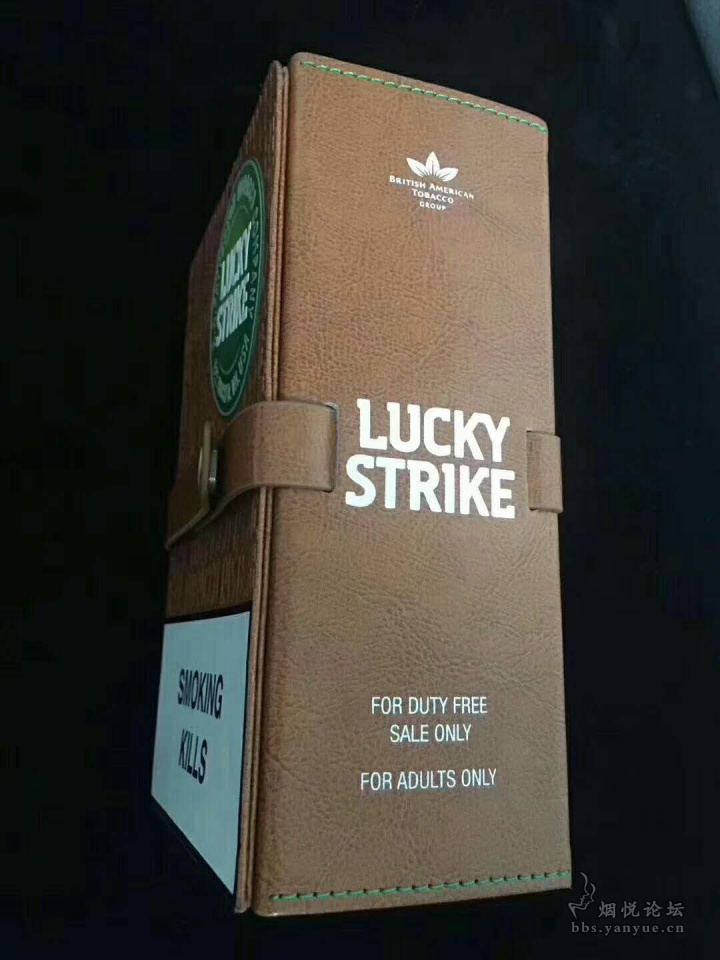 BRITISH AMERICAN
TOBACCO
GROUP
LUCKY
STRIKE
LUCKY
STRIKE
FOR DUTY FREE
SALE ONLY
FOR ADULTS ONLY
SMOKING
KILLS
烟悦论坛
bbs.yanyue.cn